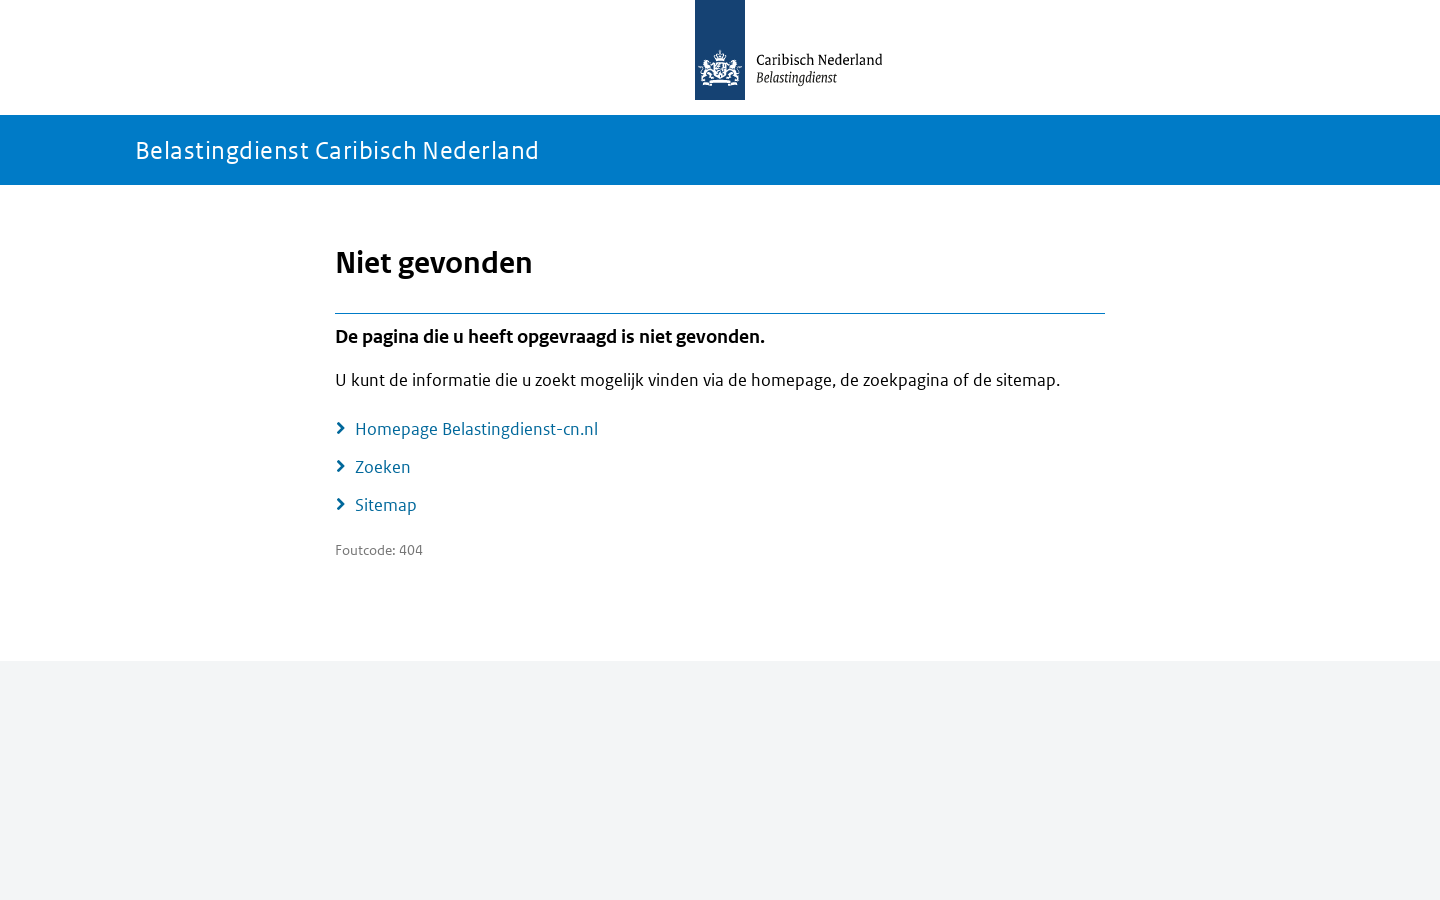 Caribisch Nederland
Belastingdienst
Belastingdienst Caribisch Nederland
Niet gevonden
De pagina die u heeft opgevraagd is niet gevonden.
U kunt de informatie die u zoekt mogelijk vinden via de homepage, de zoekpagina of de sitemap.
Homepage Belastingdienst-cn.nl
Zoeken
Sitemap
Foutcode: 404